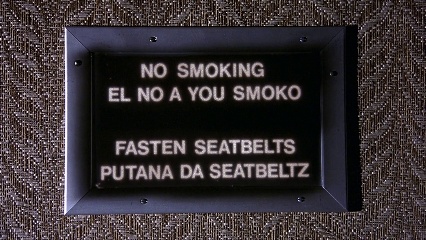 NO SMOKING
EL NO A YOU SMOKO
FASTEN SEATBELTS
PUTANA DA SEATBELTZ